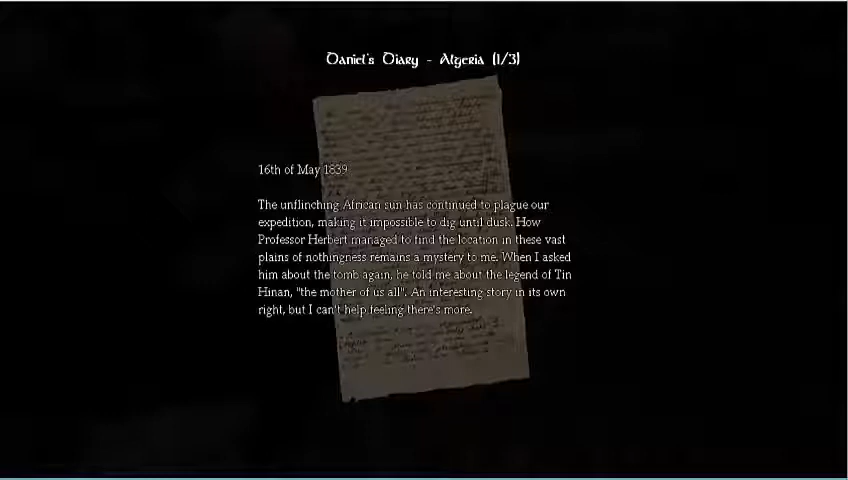 Daniel's Diary - Algeria (1/3)
16th of May 1839
The unflinching African sun has continued to plague our
expedition, making it impossible to dig until dusk. How
Professor Herbert managed to find the location in these vast
plains of nothingness remains a mystery to me. When I asked
him about the tomb again, he told me about the legend of Tin
Hinan, "the mother of us all". An interesting story in its own
right, but I can't help feeling there's more.